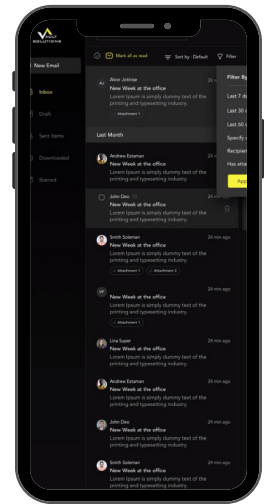 VAULT
SOLUTIONS
New Email
Inbox
Draft
Sent Items
Downloaded
Starred
Mark all as read
Sort by : Default
Filter
Alice Jotinse
24 m
New Week at the office
Lorem Ipsum is simply dummy text of the
printing and typesetting industry.
Attachment 1
Filter By
Last 7 d
Last 30 d
Last 60 d
Specify
Recipien
Has atta
App
Last Month
Andrew Estaman
New Week at the office
Lorem Ipsum is simply dummy text of the
printing and typesetting industry.
John Deo
24 min ago
New Week at the office
Lorem Ipsum is simply dummy text of the
printing and typesetting industry.
Smith Soleman
24 min ago
New Week at the office
Lorem Ipsum is simply dummy text of the
printing and typesetting industry.
Attachment 1
Attachment 2
VF
24 min ago
New Week at the office
Lorem Ipsum is simply dummy text of the
printing and typesetting industry.
Attachment 1
Lina Super
24 min ago
New Week at the office
Lorem Ipsum is simply dummy text of the
printing and typesetting industry.
Andrew Estaman
24 min ago
New Week at the office
Lorem Ipsum is simply dummy text of the
printing and typesetting industry.
John Deo
24 min ago
New Week at the office
Lorem Ipsum is simply dummy text of the
printing and typesetting industry.
Smith Soleman
24 min ago
New Week at the office
Lorem Ipsum is simply dummy text of the
printing and typesetting industry.